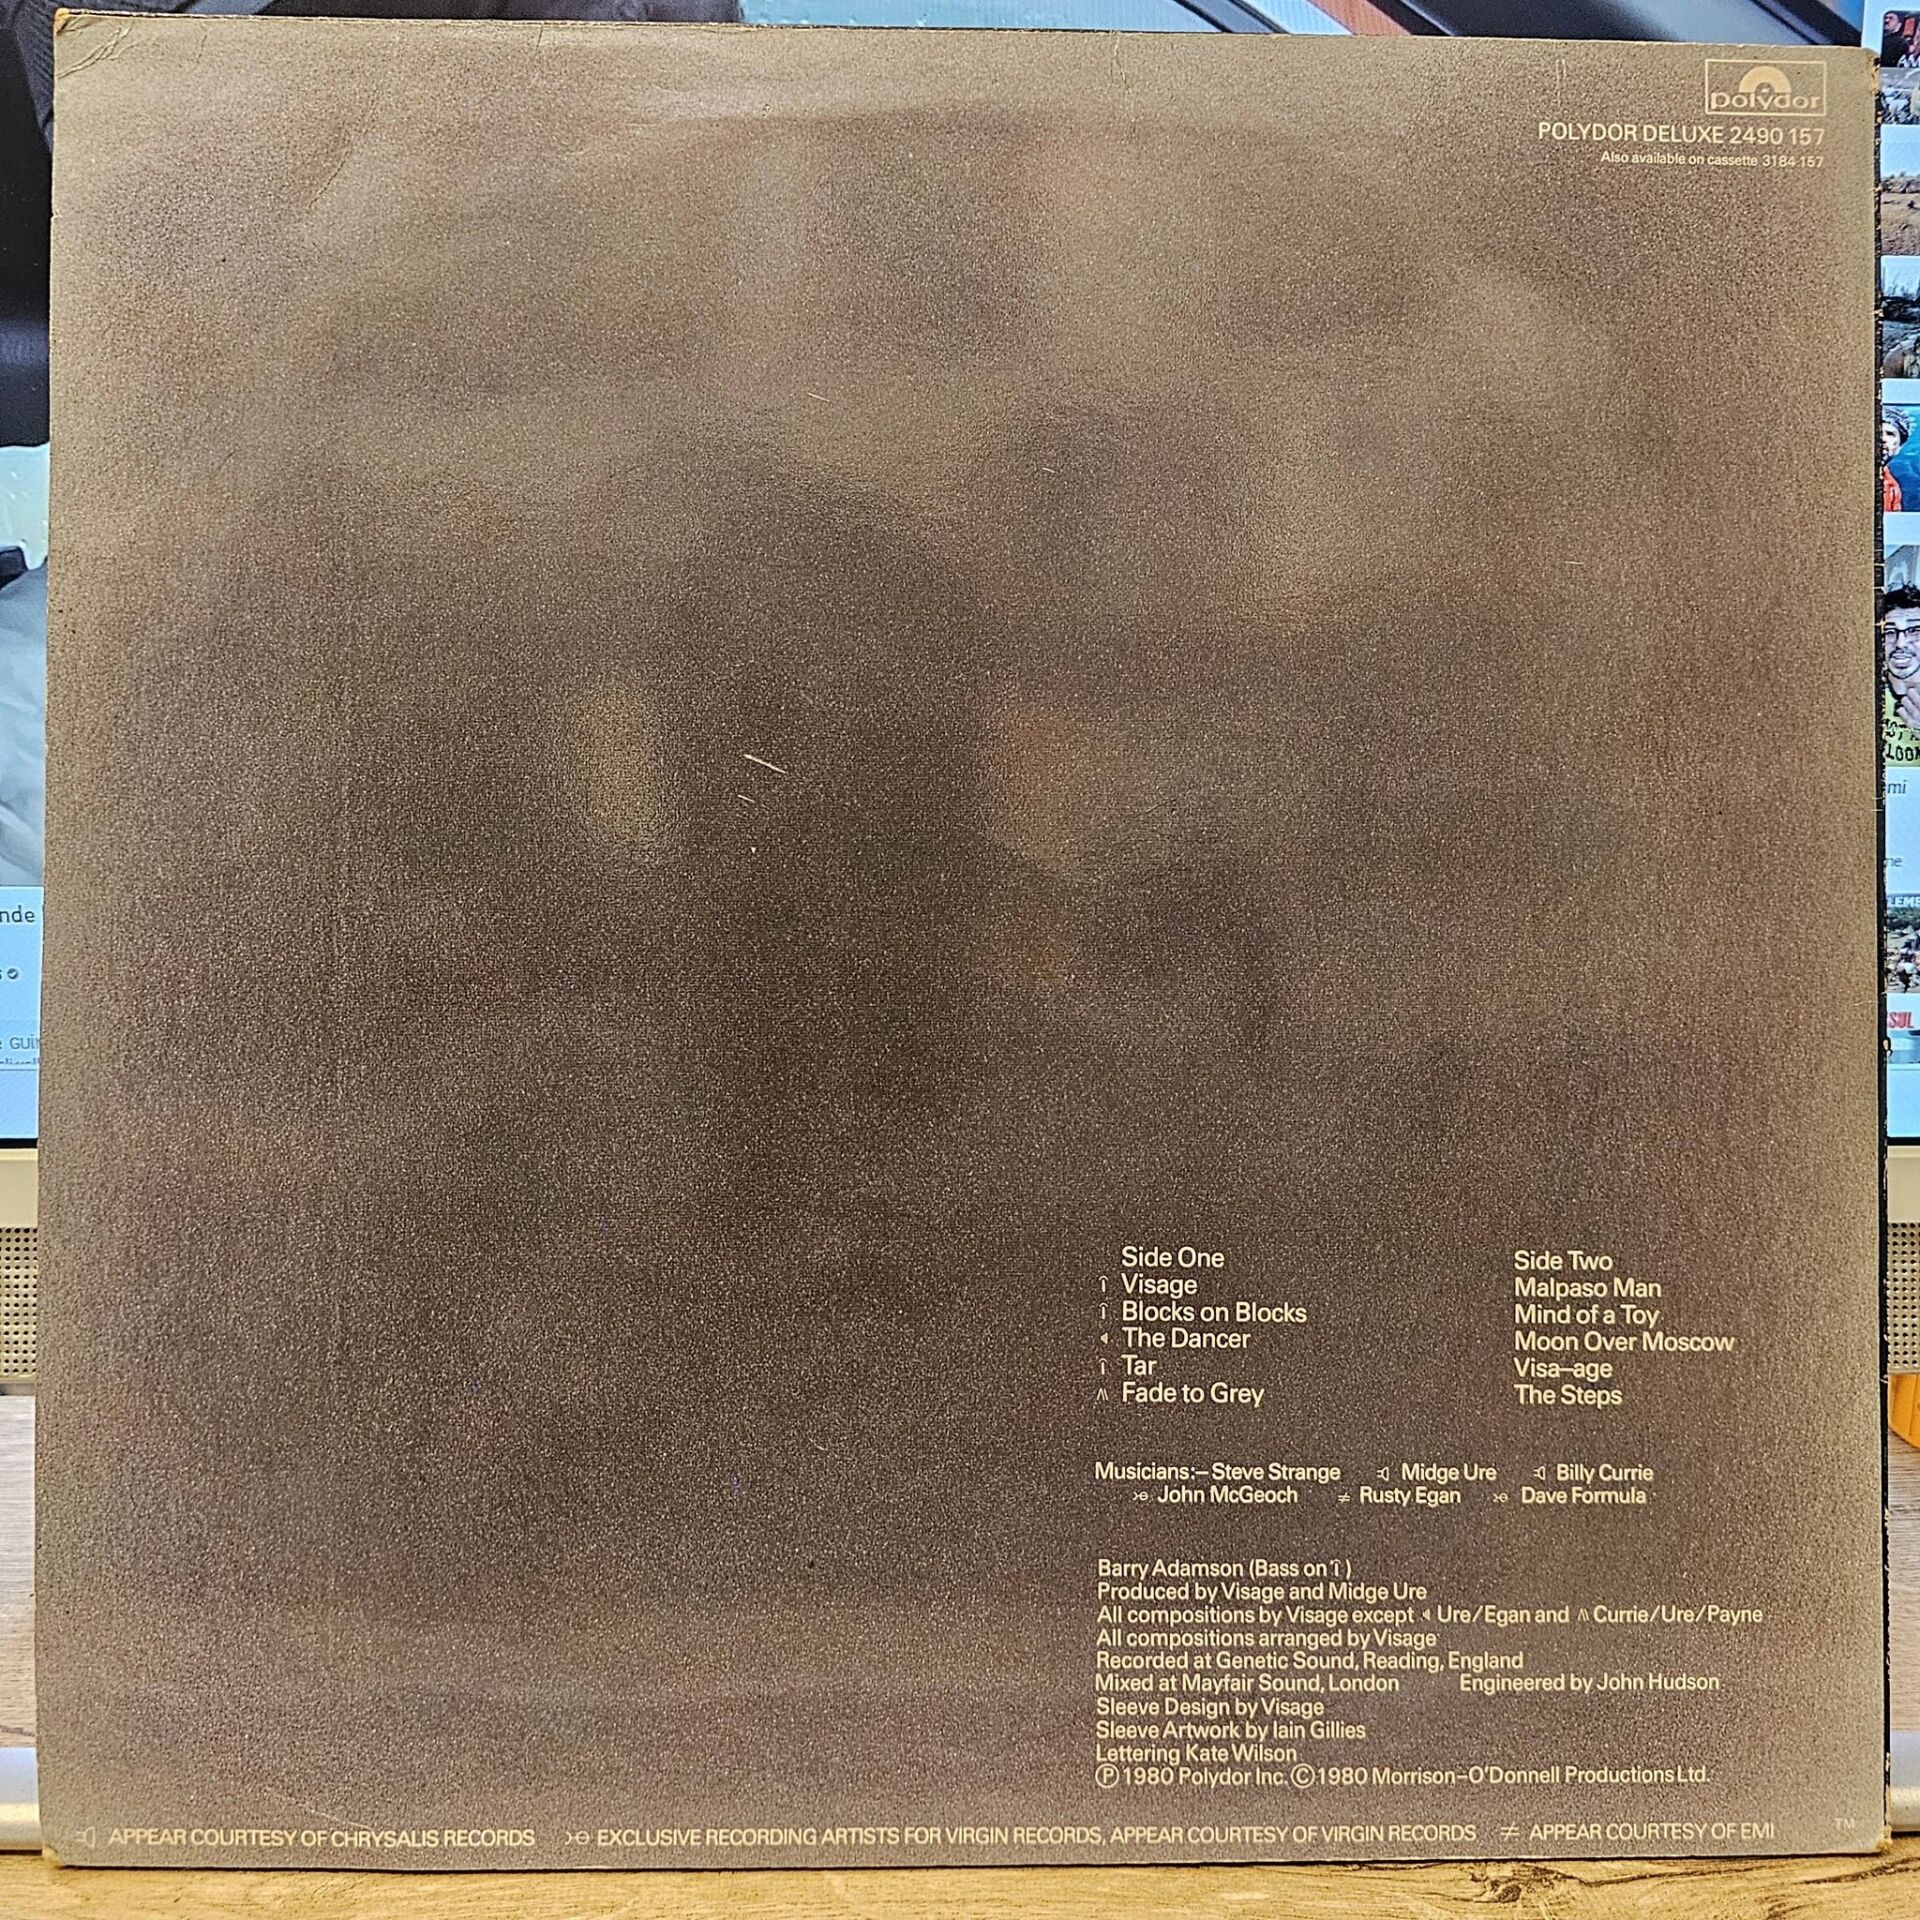 polydor
POLYDOR DELUXE 2490 157
Also available on cassette 3184 157
Side One
Visage
Blocks on Blocks
The Dancer
Tar
Fade to Grey
Side Two
Malpaso Man
Mind of a Toy
Moon Over Moscow
Visa–age
The Steps
Musicians:– Steve Strange Midge Ure Billy Currie
John McGeoch ≠ Rusty Egan Dave Formula
Barry Adamson (Bass on î)
Produced by Visage and Midge Ure
All compositions by Visage except Ure/Egan and Currie/Ure/Payne
All compositions arranged by Visage
Recorded at Genetic Sound, Reading, England
Mixed at Mayfair Sound, London Engineered by John Hudson
Sleeve Design by Visage
Sleeve Artwork by Iain Gillies
Lettering Kate Wilson
Ⓟ 1980 Polydor Inc. © 1980 Morrison–O'Donnell Productions Ltd.
APPEAR COURTESY OF CHRYSALIS RECORDS EXCLUSIVE RECORDING ARTISTS FOR VIRGIN RECORDS, APPEAR COURTESY OF VIRGIN RECORDS ≠ APPEAR COURTESY OF EMI
TM